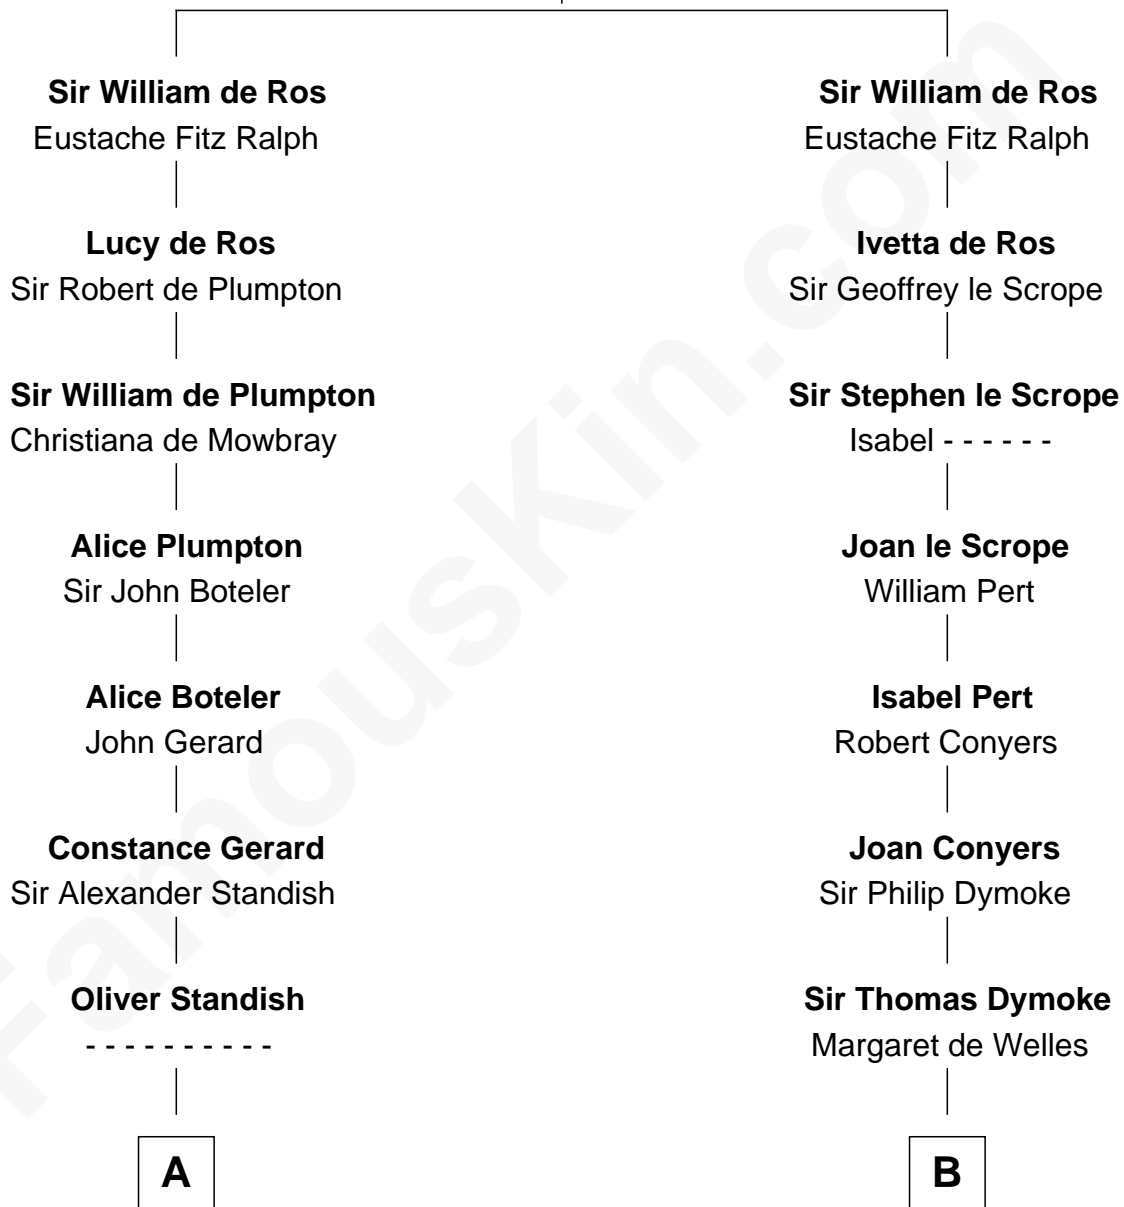 Sir William de Ros
Eustache Fitz Ralph
Lucy de Ros
Sir Robert de Plumpton
Sir William de Plumpton
Christiana de Mowbray
Alice Plumpton
Sir John Boteler
Alice Boteler
John Gerard
Constance Gerard
Sir Alexander Standish
Oliver Standish
- - - - - - - - - -
A
Sir William de Ros
Eustache Fitz Ralph
Ivetta de Ros
Sir Geoffrey le Scrope
Sir Stephen le Scrope
Isabel - - - - - -
Joan le Scrope
William Pert
Isabel Pert
Robert Conyers
Joan Conyers
Sir Philip Dymoke
Sir Thomas Dymoke
Margaret de Welles
B
FamousKin.com